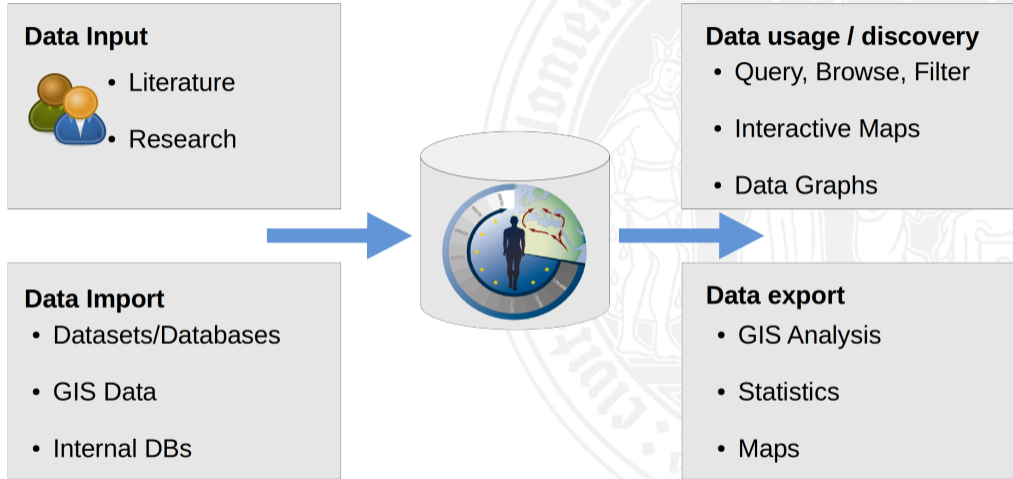 Data Input
• Literature
• Research
Data Import
• Datasets/Databases
• GIS Data
• Internal DBs
Data usage / discovery
• Query, Browse, Filter
• Interactive Maps
• Data Graphs
Data export
• GIS Analysis
• Statistics
• Maps